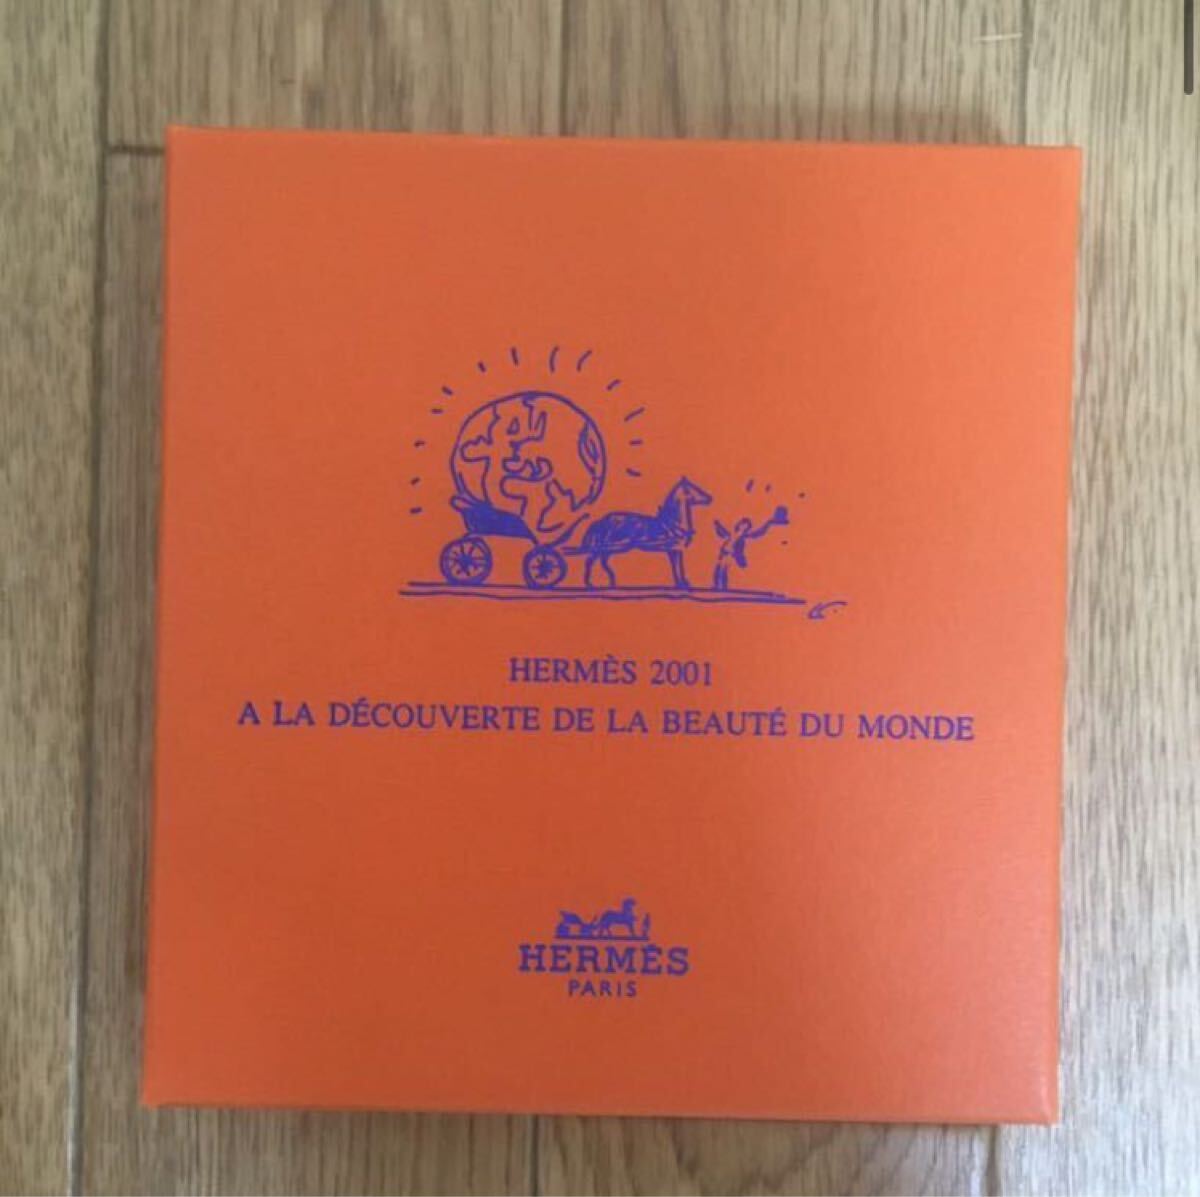 HERMÈS 2001
A LA DÉCOUVERTE DE LA BEAUTÉ DU MONDE
HERMÈS
PARIS